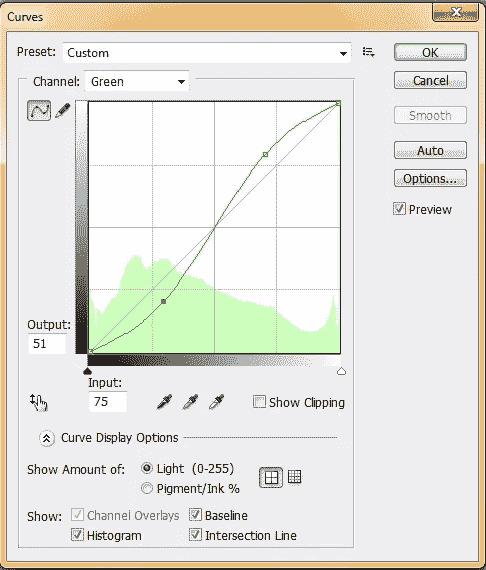 Curves
Preset: Custom
OK
Channel: Green
Cancel
Smooth
Auto
Options...
Preview
Output:
51
Input:
75
Show Clipping
Curve Display Options
Show Amount of: Light (0-255)
Pigment/Ink %
Show: Channel Overlays Baseline
Histogram Intersection Line